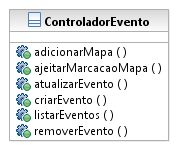 ControladorEvento
adicionarMapa ( )
ajeitarMarcacaoMapa ( )
atualizarEvento ( )
criarEvento ( )
listarEventos ( )
removerEvento ( )